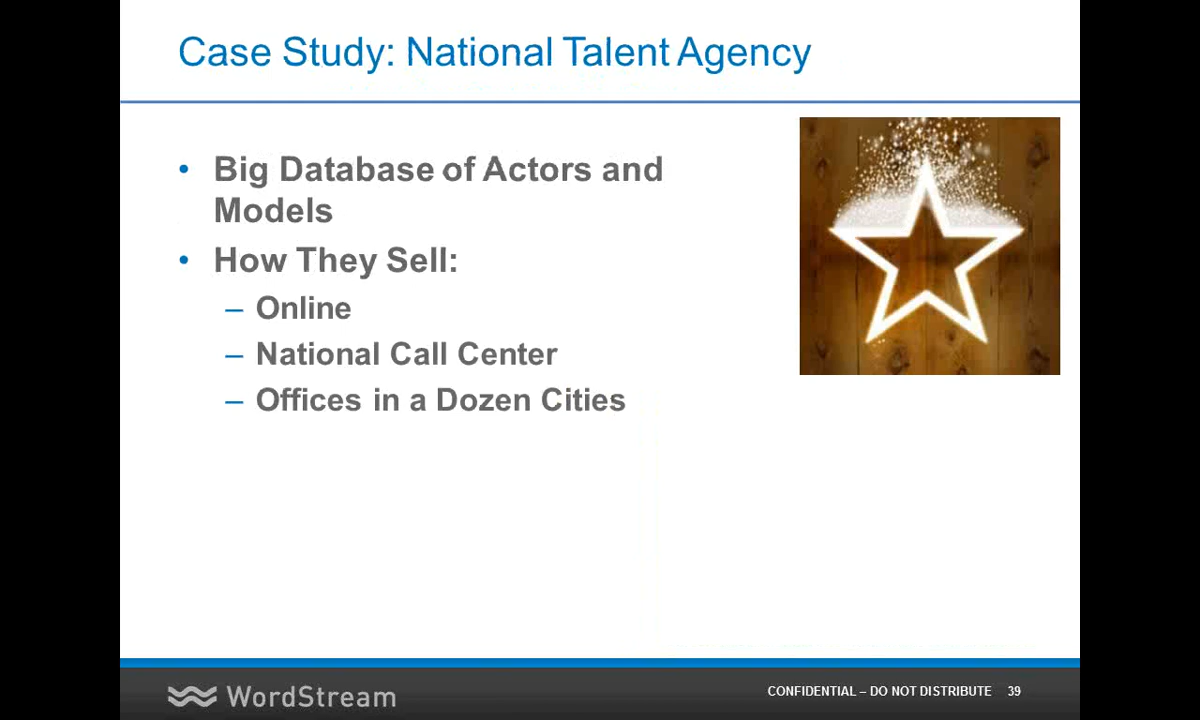 Case Study: National Talent Agency
• Big Database of Actors and
Models
• How They Sell:
– Online
– National Call Center
– Offices in a Dozen Cities
WordStream
CONFIDENTIAL – DO NOT DISTRIBUTE 39